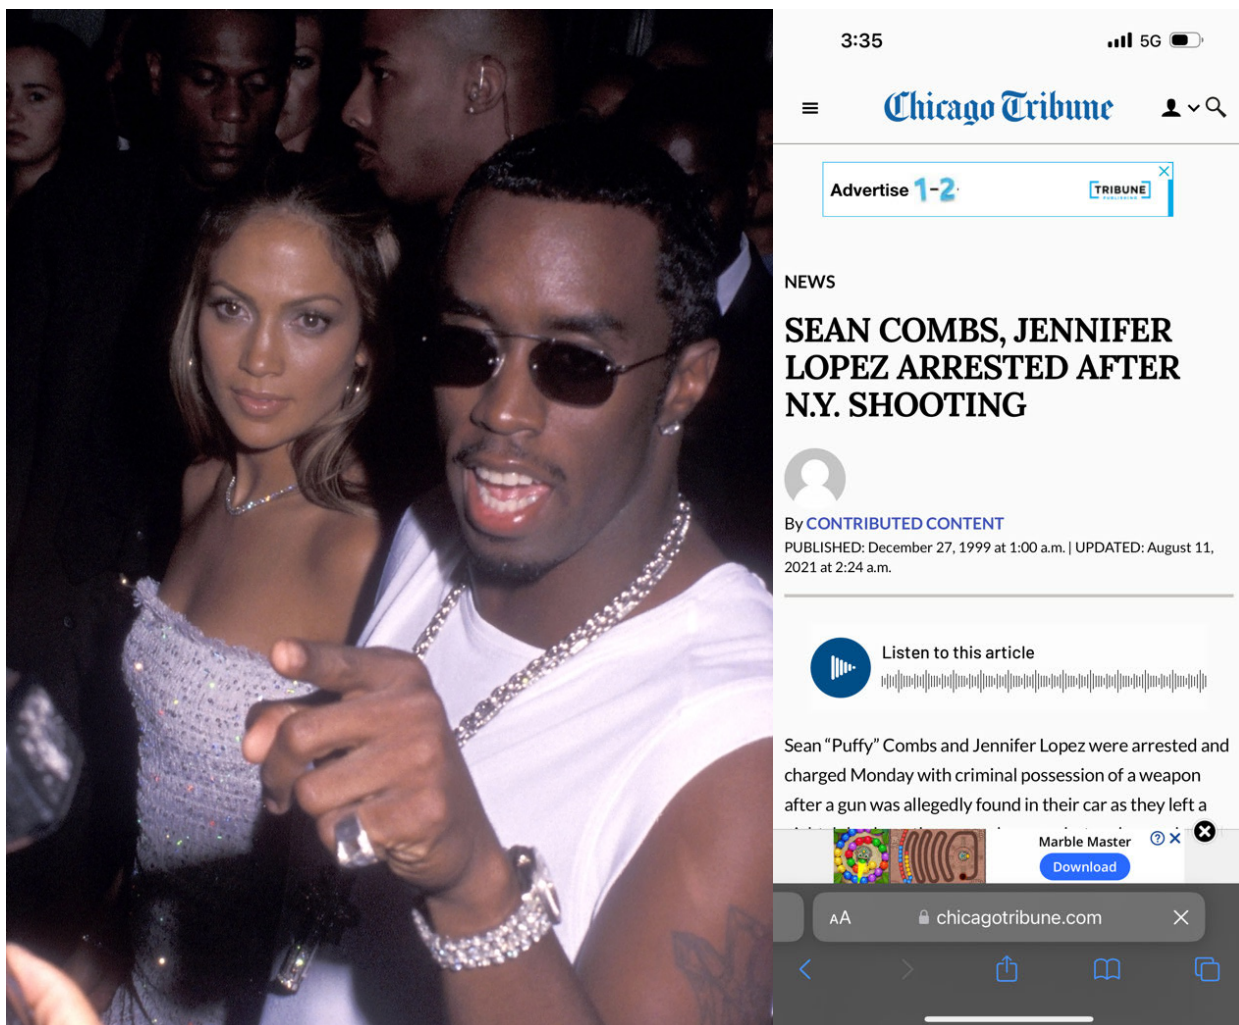 3:35
5G
Chicago Tribune
Advertise 1-2
TRIBUNE
PUBLISHING
NEWS
SEAN COMBS, JENNIFER
LOPEZ ARRESTED AFTER
N.Y. SHOOTING
By CONTRIBUTED CONTENT
PUBLISHED: December 27, 1999 at 1:00 a.m. | UPDATED: August 11,
2021 at 2:24 a.m.
Listen to this article
Sean “Puffy” Combs and Jennifer Lopez were arrested and
charged Monday with criminal possession of a weapon
after a gun was allegedly found in their car as they left a
Marble Master
Download
AA
chicagotribune.com